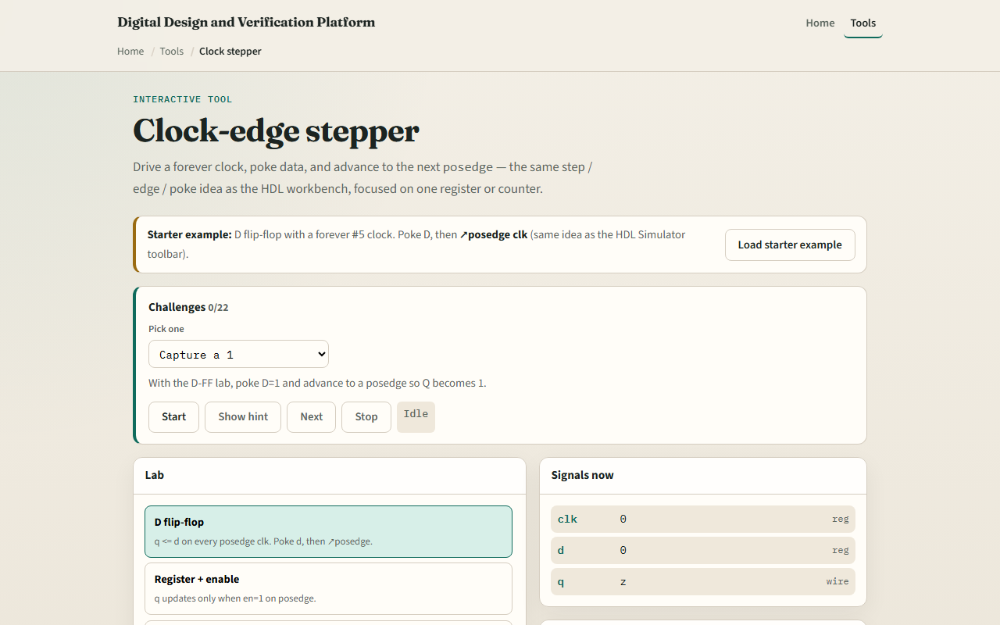 Digital Design and Verification Platform
Home
Tools
Home / Tools / Clock stepper
INTERACTIVE TOOL
Clock-edge stepper
Drive a forever clock, poke data, and advance to the next posedge — the same step /
edge / poke idea as the HDL workbench, focused on one register or counter.
Starter example: D flip-flop with a forever #5 clock. Poke D, then ↗posedge clk (same idea as the HDL Simulator
toolbar).
Load starter example
Challenges 0/22
Pick one
Capture a 1
With the D-FF lab, poke D=1 and advance to a posedge so Q becomes 1.
Start
Show hint
Next
Stop
Idle
Lab
D flip-flop
q <= d on every posedge clk. Poke d, then ↗posedge.
Register + enable
q updates only when en=1 on posedge.
Signals now
clk 0 reg
d 0 reg
q z wire